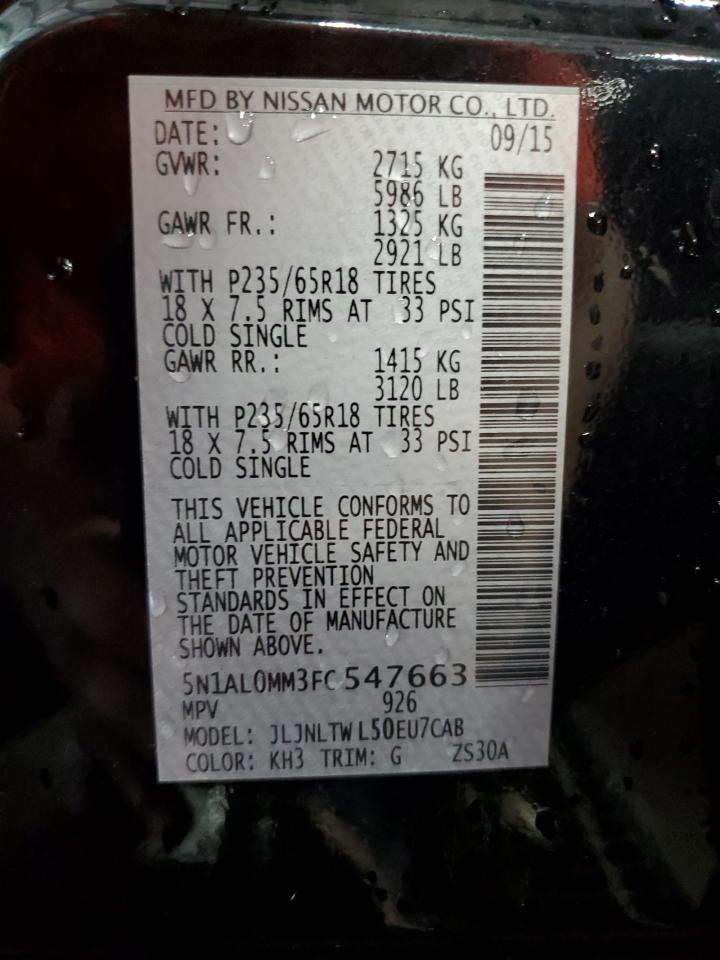 MFD BY NISSAN MOTOR CO., LTD.
DATE: 09/15
GVWR: 2715 KG
5986 LB
GAWR FR.: 1325 KG
2921 LB
WITH P235/65R18 TIRES
18 X 7.5 RIMS AT 33 PSI
COLD SINGLE
GAWR RR.: 1415 KG
3120 LB
WITH P235/65R18 TIRES
18 X 7.5 RIMS AT 33 PSI
COLD SINGLE
THIS VEHICLE CONFORMS TO
ALL APPLICABLE FEDERAL
MOTOR VEHICLE SAFETY AND
THEFT PREVENTION
STANDARDS IN EFFECT ON
THE DATE OF MANUFACTURE
SHOWN ABOVE.
5N1AL0MM3FC547663
MPV 926
MODEL: JLJNLTWL50EU7CAB
COLOR: KH3 TRIM: G ZS30A